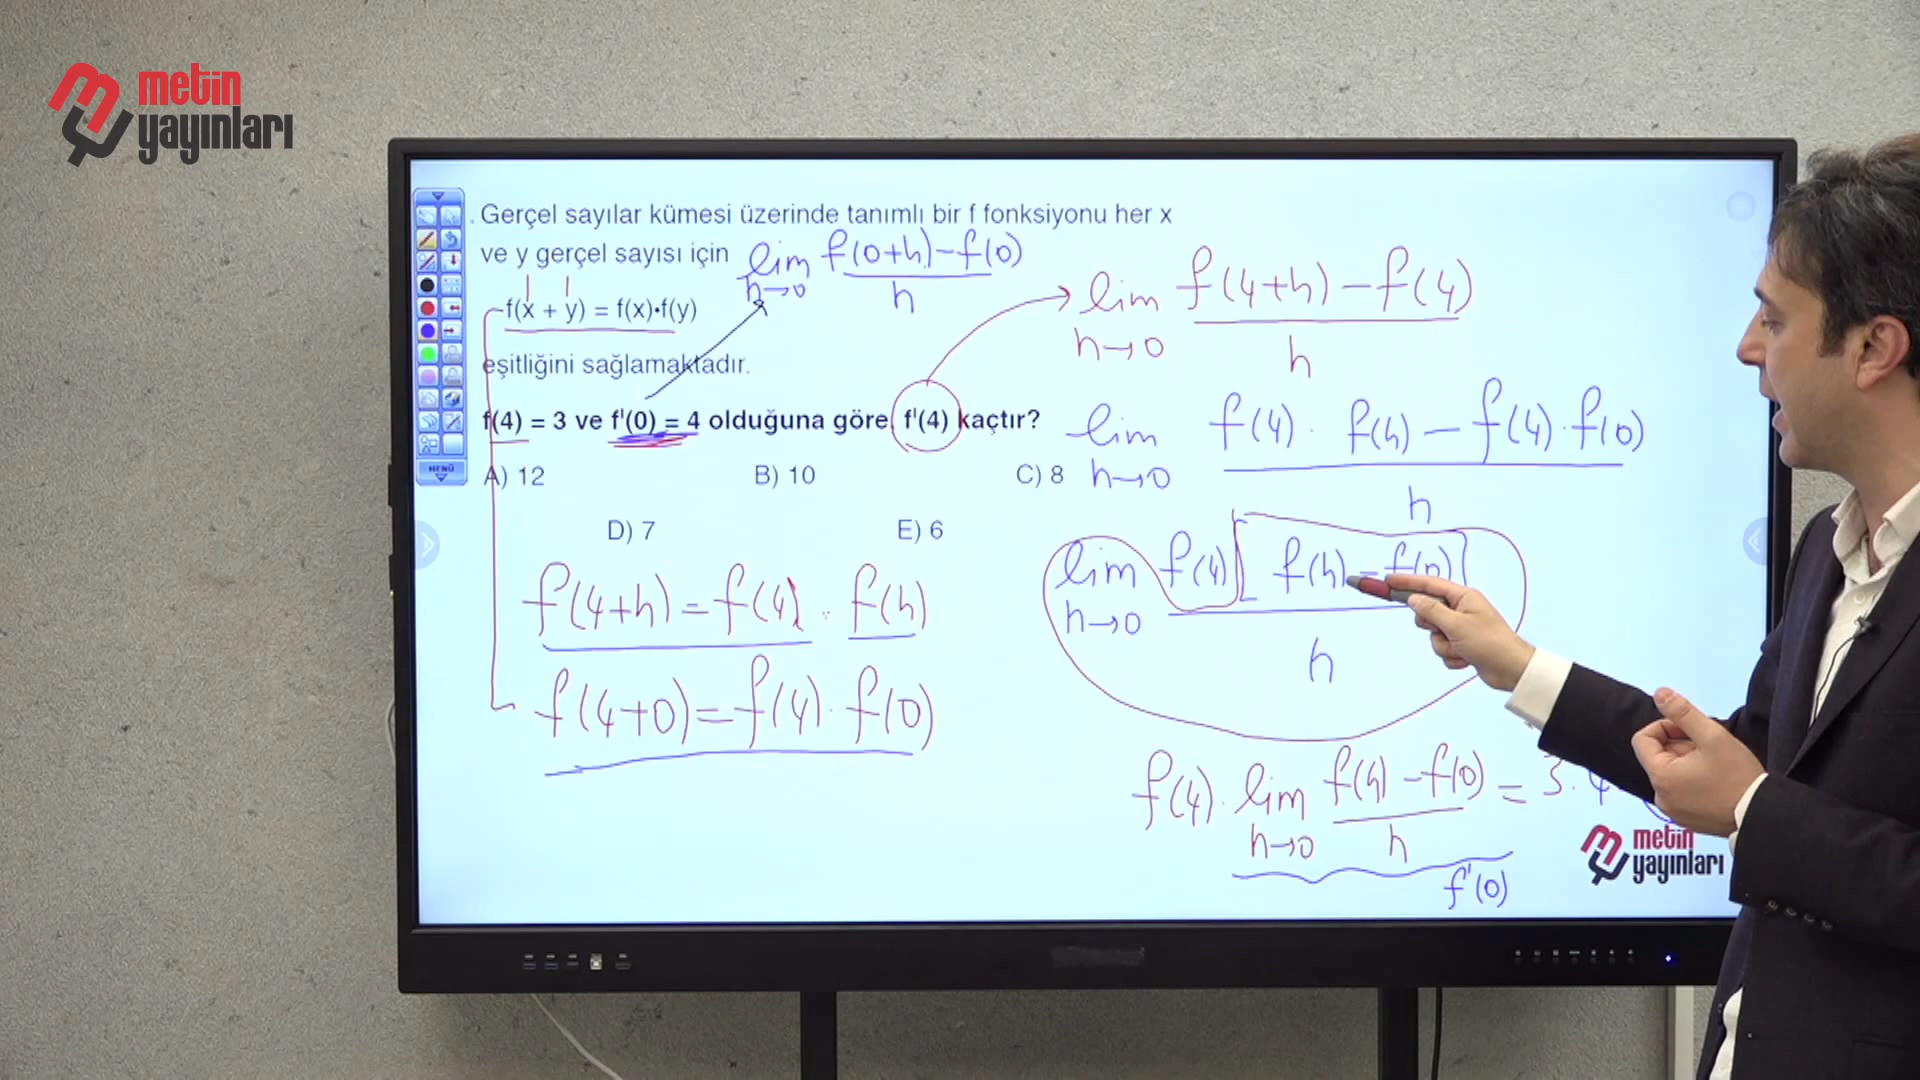 metin
yayınları
Gerçel sayılar kümesi üzerinde tanımlı bir f fonksiyonu her x
ve y gerçel sayısı için
f(x + y) = f(x)•f(y)
eşitliğini sağlamaktadır.
f(4) = 3 ve f'(0) = 4 olduğuna göre, f'(4) kaçtır?
A) 12 B) 10 C) 8
D) 7 E) 6
MENÜ
lim h→0 f(0+h)-f(0) / h
lim h→0 f(4+h)-f(4) / h
lim h→0 f(4) · f(h) - f(4) · f(0) / h
lim h→0 f(4) [f(h) - f(0)] / h
f(4+h) = f(4) · f(h)
f(4+0) = f(4) · f(0)
f(4) · lim h→0 f(h) - f(0) / h = 3 ·
f'(0)
metin
yayınları